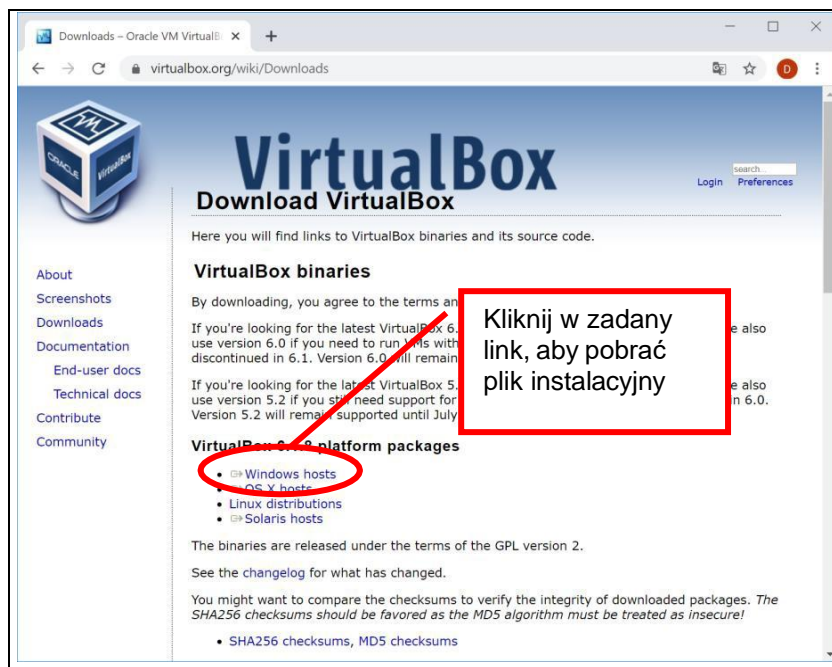 Downloads – Oracle VM VirtualB
virtualbox.org/wiki/Downloads
D
ORACLE
VirtualBox
VirtualBox
search...
Login Preferences
Download VirtualBox
Here you will find links to VirtualBox binaries and its source code.
About
Screenshots
Downloads
Documentation
End-user docs
Technical docs
Contribute
Community
VirtualBox binaries
By downloading, you agree to the terms an
If you're looking for the latest VirtualBox 6. e also
use version 6.0 if you need to run VMs with
discontinued in 6.1. Version 6.0 will remain
If you're looking for the latest VirtualBox 5. e also
use version 5.2 if you still need support for n 6.0.
Version 5.2 will remain supported until July
Kliknij w zadany
link, aby pobrać
plik instalacyjny
VirtualBox 6.1.8 platform packages
Windows hosts
OS X hosts
Linux distributions
Solaris hosts
The binaries are released under the terms of the GPL version 2.
See the changelog for what has changed.
You might want to compare the checksums to verify the integrity of downloaded packages. The
SHA256 checksums should be favored as the MD5 algorithm must be treated as insecure!
SHA256 checksums, MD5 checksums